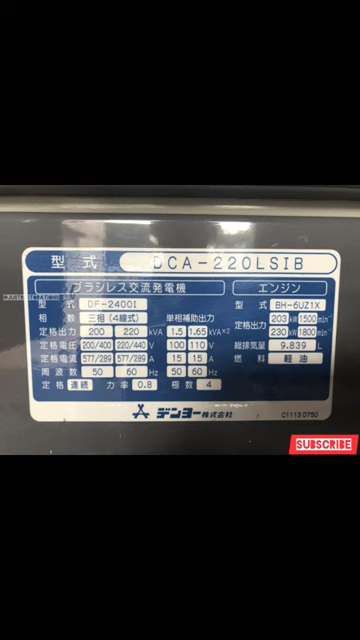 型式 DCA-220LSIB
ブラシレス交流発電機
型式 DF-2400I
相数 三相(4線式) 単相補助出力
定格出力 200 220 kVA 1.5 1.65 kVA×2
定格電圧 200/400 220/440 V 100 110 V
定格電流 577/289 577/289 A 15 15 A
周波数 50 60 Hz 50 60 Hz
定格 連続 力率 0.8 極数 4
エンジン
型式 BH-6UZ1X
定格出力 203 kW 1500 min⁻¹
230 kW 1800 min⁻¹
総排気量 9.839 L
燃料 軽油
デンヨー株式会社
C1113 0750
SUBSCRIBE